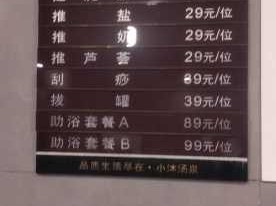 推 盐 29元/位
推 奶 29元/位
推 芦荟 29元/位
刮 痧 89元/位
拔 罐 39元/位
助浴套餐A 89元/位
助浴套餐B 99元/位
品质生活尽在·小沐汤泉